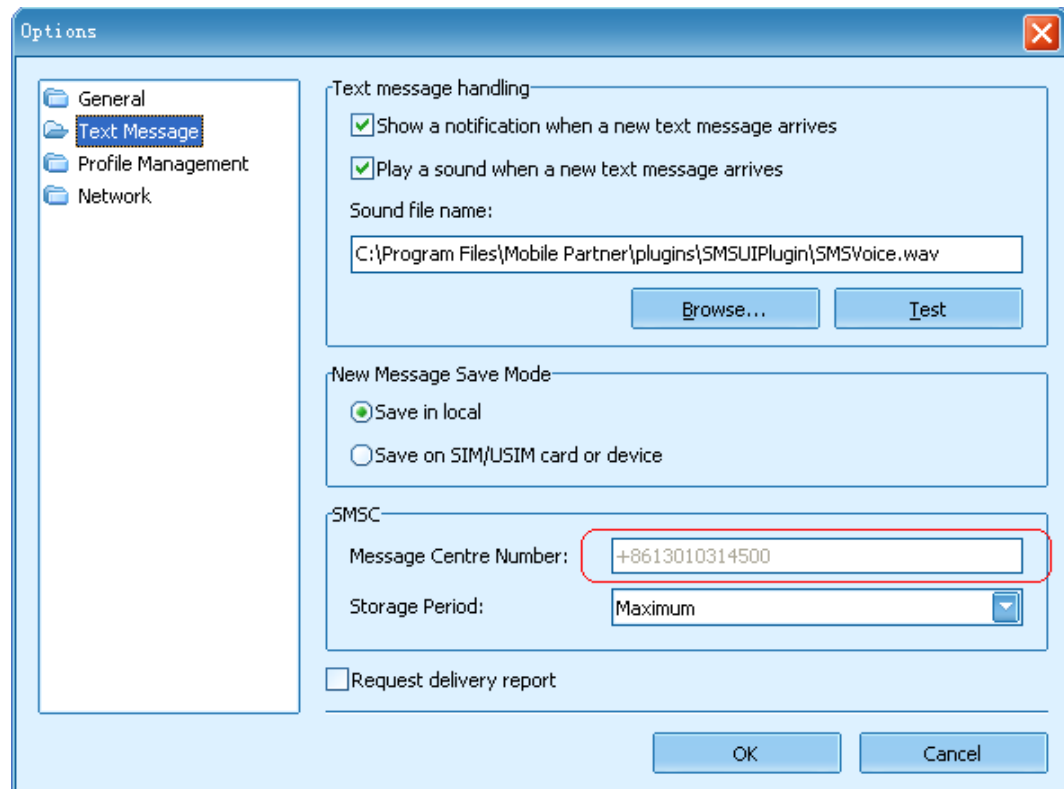 Options
General
Text Message
Profile Management
Network
Text message handling
Show a notification when a new text message arrives
Play a sound when a new text message arrives
Sound file name:
C:\Program Files\Mobile Partner\plugins\SMSUIPlugin\SMSVoice.wav
Browse... Test
New Message Save Mode
Save in local
Save on SIM/USIM card or device
SMSC
Message Centre Number: +8613010314500
Storage Period: Maximum
Request delivery report
OK Cancel